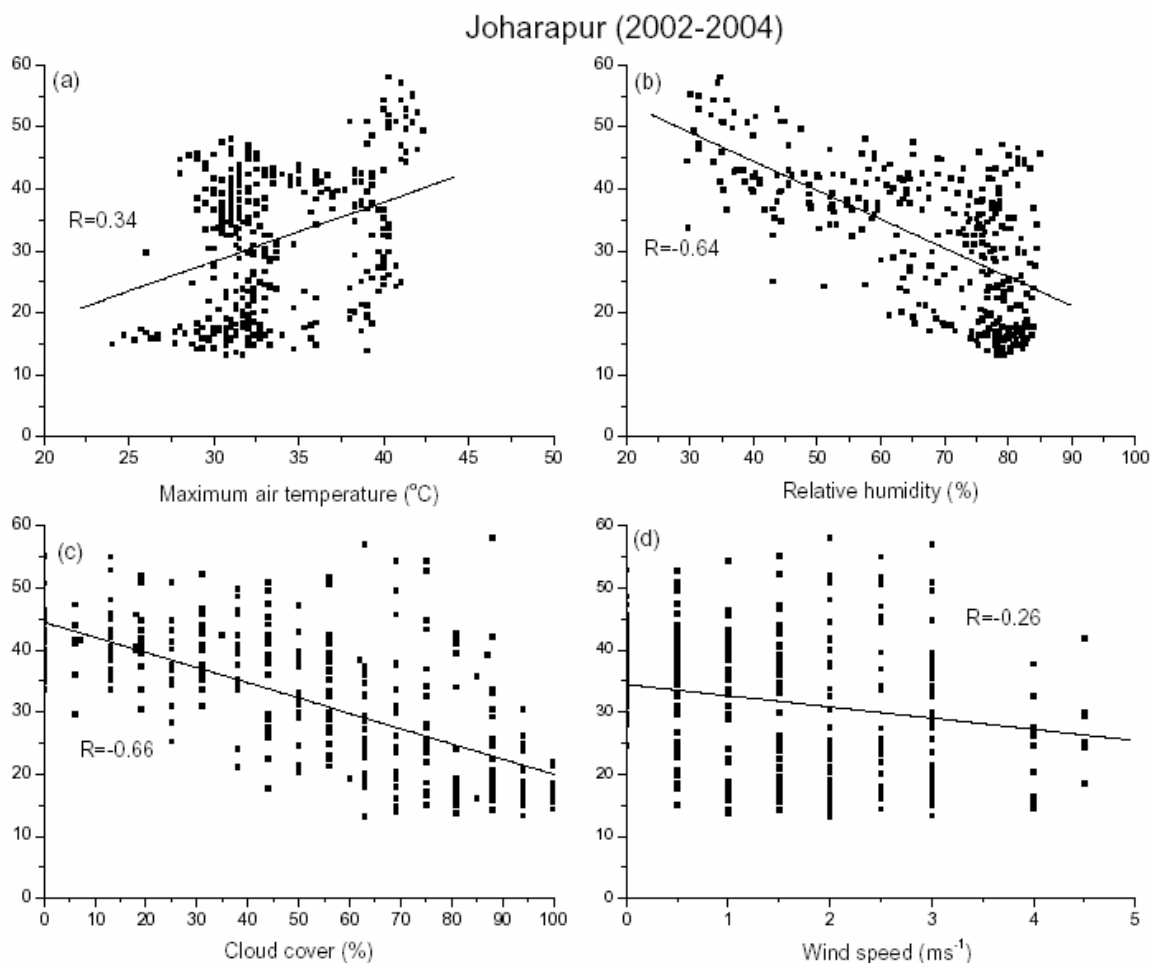 Joharapur (2002-2004)
(a)
60
50
40
30
20
10
0
R=0.34
20 25 30 35 40 45 50
Maximum air temperature (°C)
(b)
60
50
40
30
20
10
0
R=-0.64
20 30 40 50 60 70 80 90 100
Relative humidity (%)
(c)
60
50
40
30
20
10
0
R=-0.66
0 10 20 30 40 50 60 70 80 90 100
Cloud cover (%)
(d)
60
50
40
30
20
10
0
R=-0.26
0 1 2 3 4 5
Wind speed (ms⁻¹)